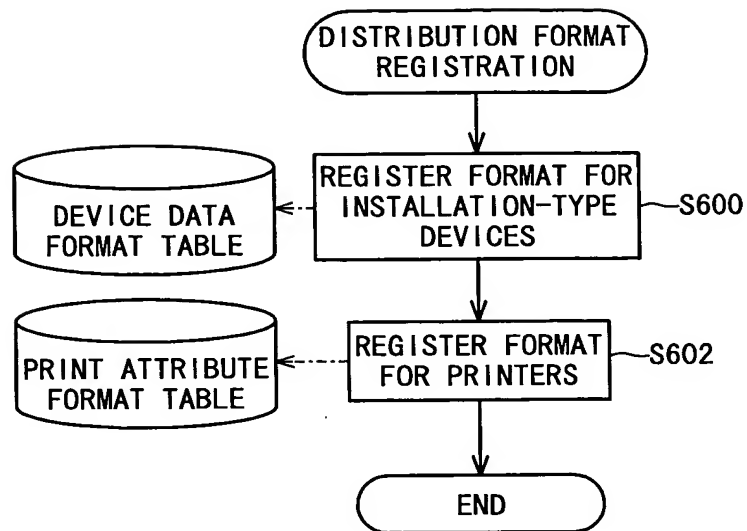 DISTRIBUTION FORMAT
REGISTRATION
REGISTER FORMAT FOR
INSTALLATION-TYPE
DEVICES
S600
DEVICE DATA
FORMAT TABLE
REGISTER FORMAT
FOR PRINTERS
S602
PRINT ATTRIBUTE
FORMAT TABLE
END